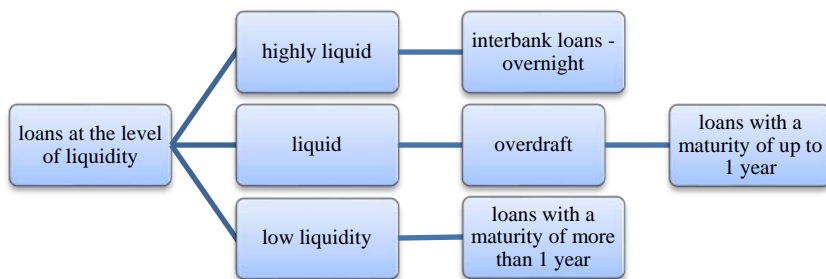 highly liquid
interbank loans -
overnight
loans at the level
of liquidity
liquid
overdraft
loans with a
maturity of up to
1 year
low liquidity
loans with a
maturity of more
than 1 year